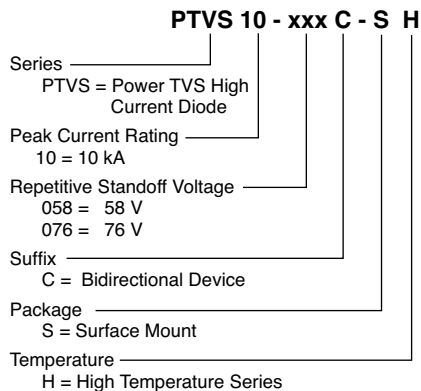 PTVS 10 - xxx C - S H
Series
PTVS = Power TVS High
Current Diode
Peak Current Rating
10 = 10 kA
Repetitive Standoff Voltage
058 = 58 V
076 = 76 V
Suffix
C = Bidirectional Device
Package
S = Surface Mount
Temperature
H = High Temperature Series